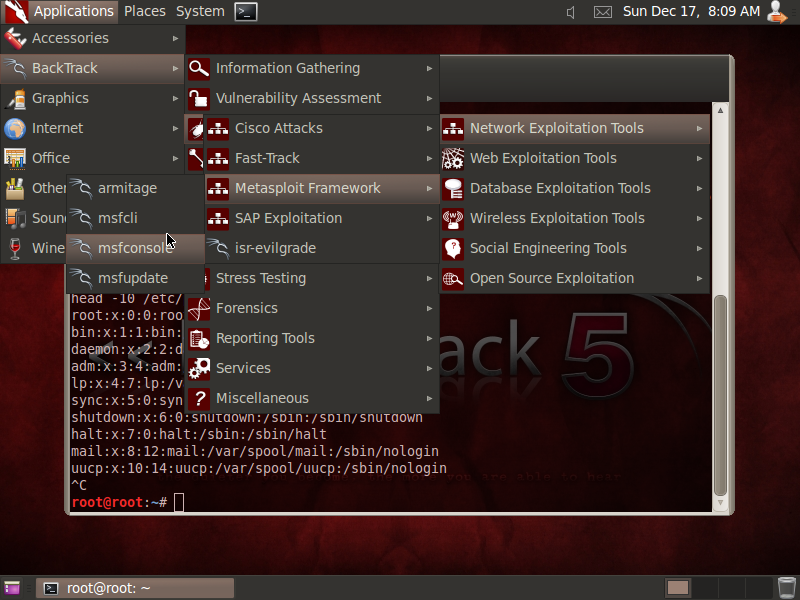 Applications Places System Sun Dec 17, 8:09 AM
Accessories
BackTrack
Graphics
Internet
Office
Other
Soun
Wine
Information Gathering
Vulnerability Assessment
Cisco Attacks
Fast-Track
Metasploit Framework
SAP Exploitation
isr-evilgrade
Stress Testing
Forensics
Reporting Tools
Services
Miscellaneous
Network Exploitation Tools
Web Exploitation Tools
Database Exploitation Tools
Wireless Exploitation Tools
Social Engineering Tools
Open Source Exploitation
armitage
msfcli
msfconsole
msfupdate
head -10 /etc/
root:x:0:0:roo
bin:x:1:1:bin:
daemon:x:2:2:d
adm:x:3:4:adm:
lp:x:4:7:lp:/v
sync:x:5:0:syn
shutdown:x:6:0:shutdown:/sbin:/sbin/shutdown
halt:x:7:0:halt:/sbin:/sbin/halt
mail:x:8:12:mail:/var/spool/mail:/sbin/nologin
uucp:x:10:14:uucp:/var/spool/uucp:/sbin/nologin
^C
root@root:~#
<< ack 5
root@root: ~